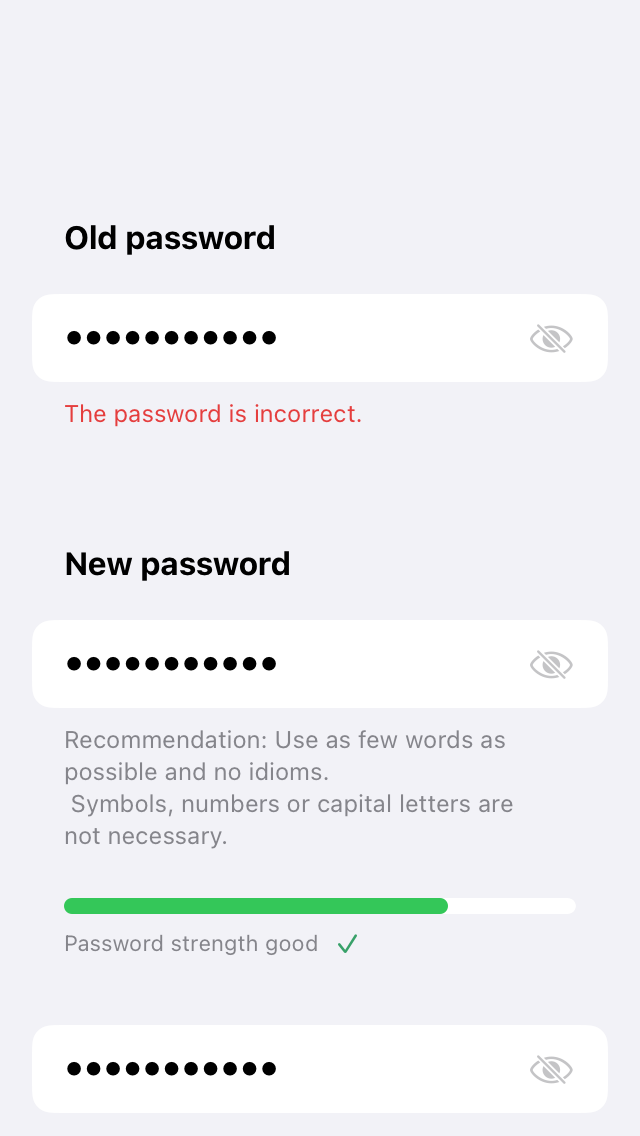 Old password
•••••••••••
The password is incorrect.
New password
•••••••••••
Recommendation: Use as few words as
possible and no idioms.
Symbols, numbers or capital letters are
not necessary.
Password strength good
•••••••••••